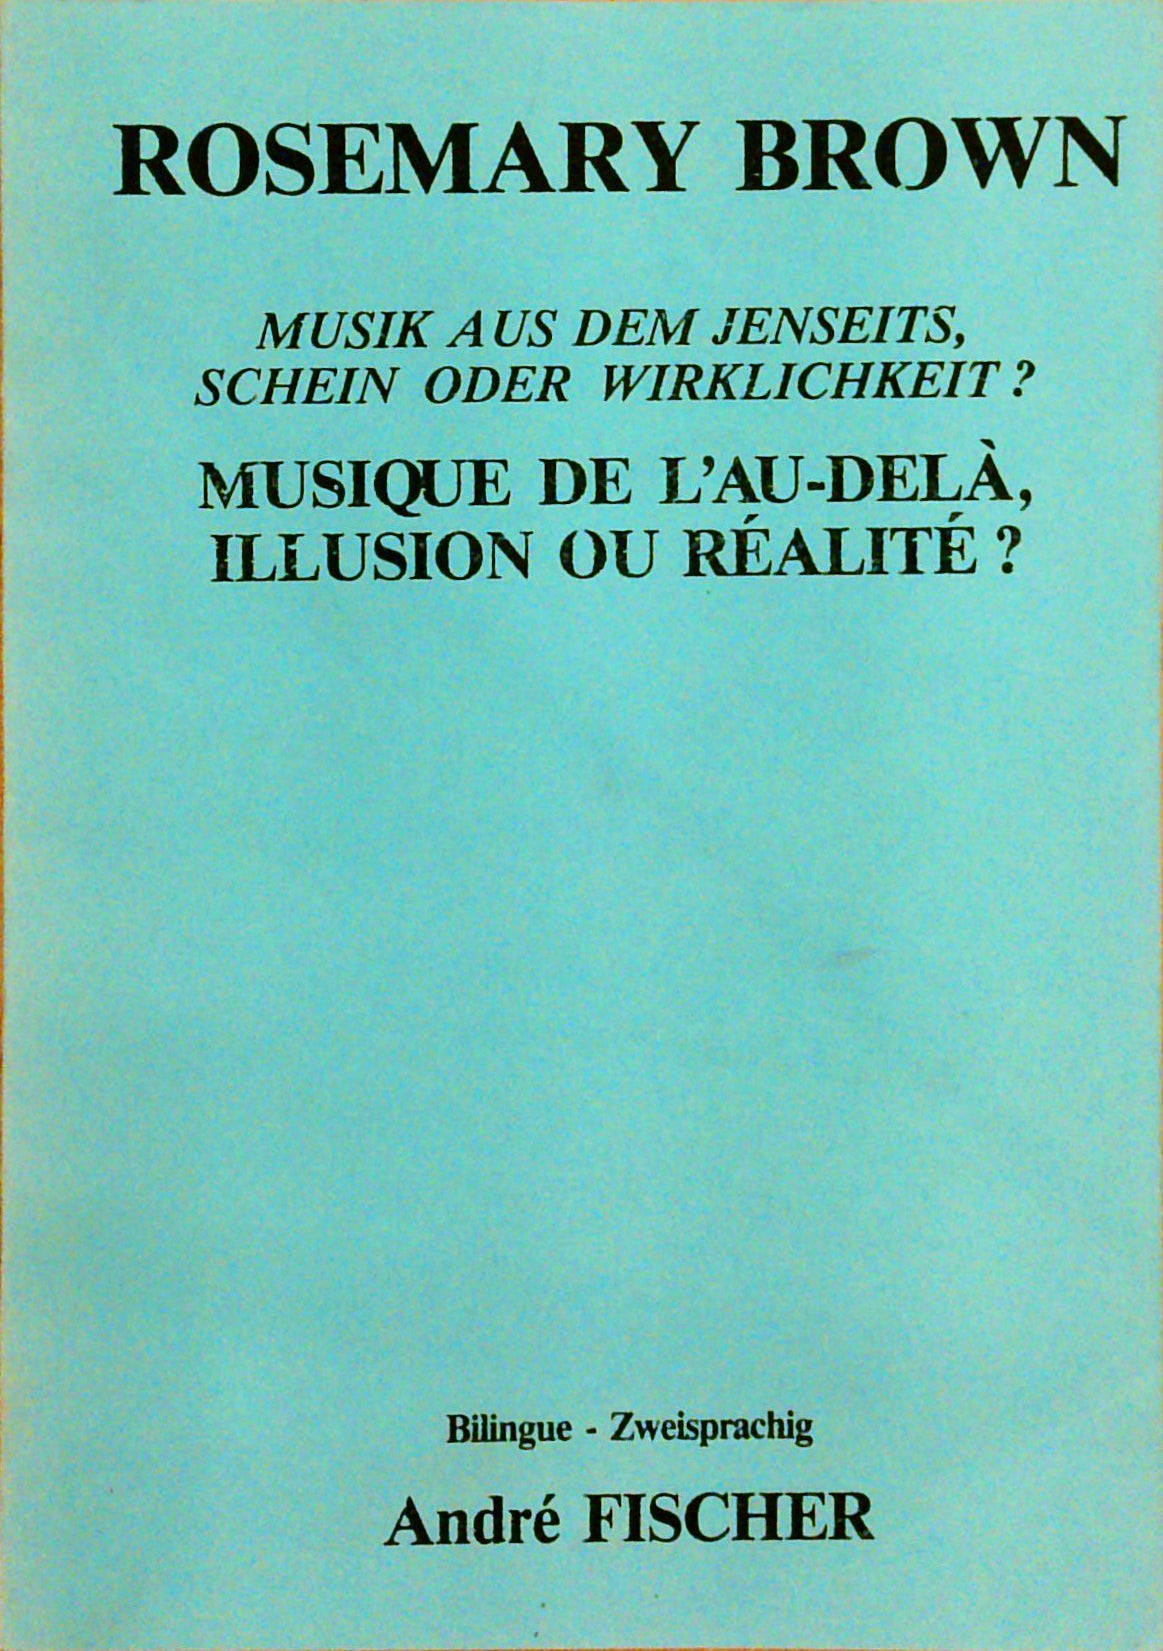 ROSEMARY BROWN
MUSIK AUS DEM JENSEITS,
SCHEIN ODER WIRKLICHKEIT ?
MUSIQUE DE L’AU-DELÀ,
ILLUSION OU RÉALITÉ ?
Bilingue - Zweisprachig
André FISCHER